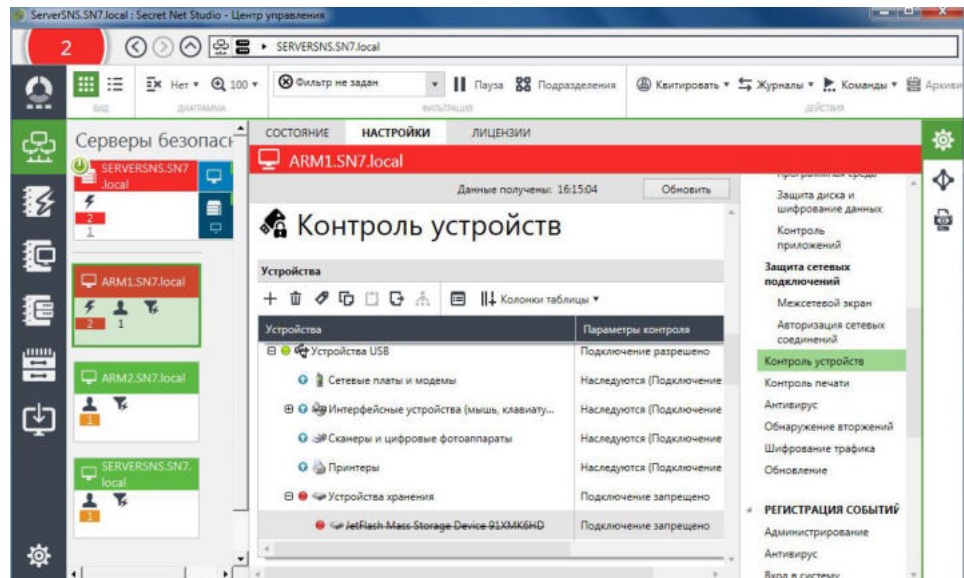 ServerSNS.SN7.local : Secret Net Studio - Центр управления
2
SERVERSNS.SN7.local
Нет
100
Фильтр не задан
Пауза
Подразделения
Квитировать
Журналы
Команды
Архиви
ВИД
ДИАГРАММА
ФИЛЬТРАЦИЯ
ДЕЙСТВИЯ
Серверы безопасн
SERVERSNS.SN7
.local
2
1
ARM1.SN7.local
2
1
ARM2.SN7.local
1
SERVERSNS.SN7.
local
1
СОСТОЯНИЕ
НАСТРОЙКИ
ЛИЦЕНЗИИ
ARM1.SN7.local
Данные получены: 16:15:04
Обновить
Контроль устройств
Устройства
Колонки таблицы
Устройства
Параметры контроля
Устройства USB
Подключение разрешено
Сетевые платы и модемы
Наследуются (Подключение
Интерфейсные устройства (мышь, клавиату...
Наследуются (Подключение
Сканеры и цифровые фотоаппараты
Наследуются (Подключение
Принтеры
Наследуются (Подключение
Устройства хранения
Подключение запрещено
JetFlash Mass Storage Device 91XMK6HD
Подключение запрещено
Программная среда
Защита диска и
шифрование данных
Контроль
приложений
Защита сетевых
подключений
Межсетевой экран
Авторизация сетевых
соединений
Контроль устройств
Контроль печати
Антивирус
Обнаружение вторжений
Шифрование трафика
Обновление
РЕГИСТРАЦИЯ СОБЫТИЙ
Администрирование
Антивирус
Вход в систему